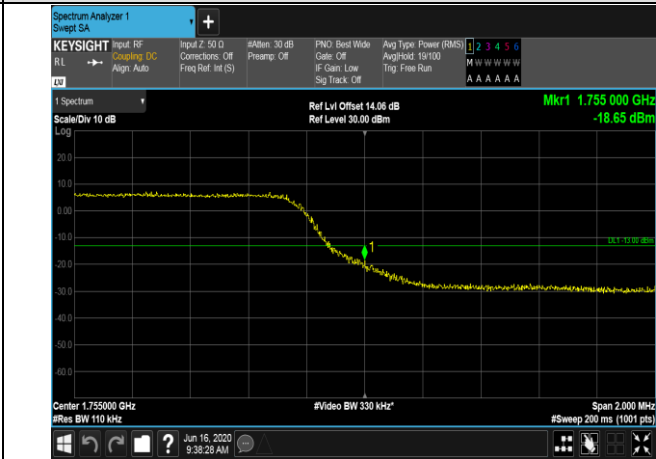 Spectrum Analyzer 1
Swept SA
+
KEYSIGHT
RL
LXI
Input: RF
Coupling: DC
Align: Auto
Input Z: 50 Ω
Corrections: Off
Freq Ref: Int (S)
#Atten: 30 dB
Preamp: Off
PNO: Best Wide
Gate: Off
IF Gain: Low
Sig Track: Off
Avg Type: Power (RMS)
Avg|Hold: 19/100
Trig: Free Run
1 2 3 4 5 6
M W W W W W
A A A A A A
1 Spectrum
Scale/Div 10 dB
Log
Ref Lvl Offset 14.06 dB
Ref Level 30.00 dBm
Mkr1 1.755 000 GHz
-18.65 dBm
20.0
10.0
0.00
-10.0
-20.0
-30.0
-40.0
-50.0
-60.0
DL1 -13.00 dBm
1
Center 1.755000 GHz
#Res BW 110 kHz
#Video BW 330 kHz*
Span 2.000 MHz
#Sweep 200 ms (1001 pts)
?
Jun 16, 2020
9:38:28 AM